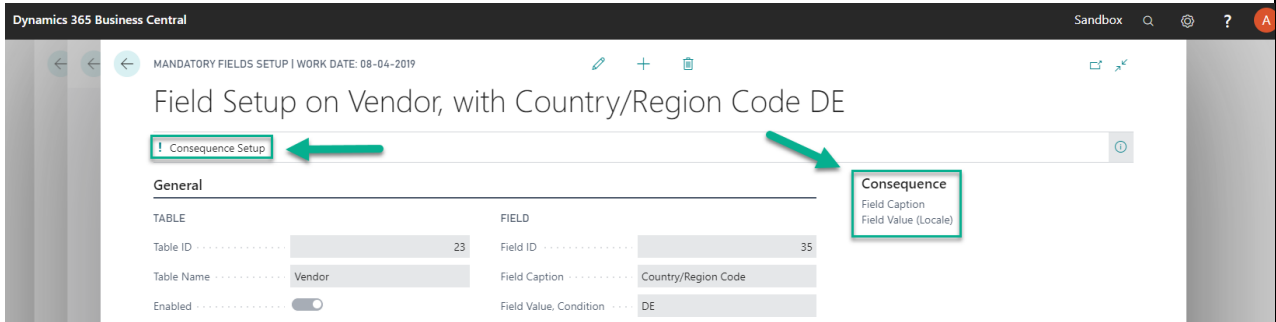 Dynamics 365 Business Central
Sandbox
?
A
MANDATORY FIELDS SETUP | WORK DATE: 08-04-2019
Field Setup on Vendor, with Country/Region Code DE
! Consequence Setup
General
TABLE
Table ID
23
Table Name
Vendor
Enabled
FIELD
Field ID
35
Field Caption
Country/Region Code
Field Value, Condition
DE
Consequence
Field Caption
Field Value (Locale)